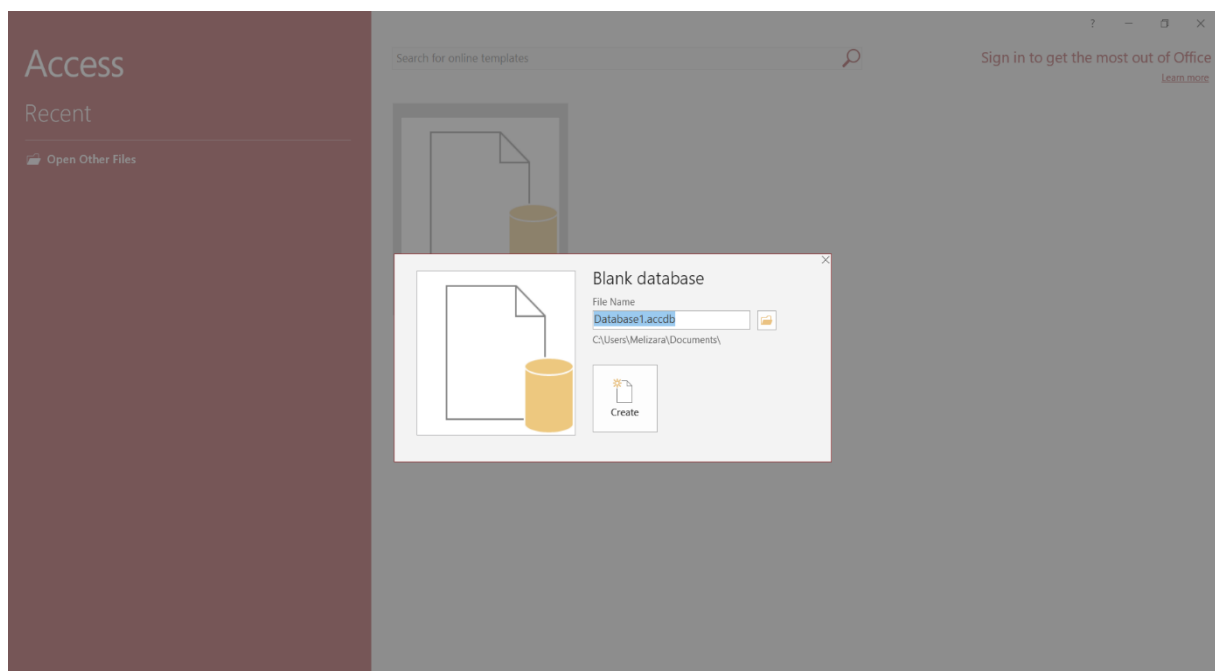 ?
Access
Search for online templates
Sign in to get the most out of Office
Learn more
Recent
Open Other Files
Blank database
File Name
Database1.accdb
C:\Users\Melizara\Documents\
Create